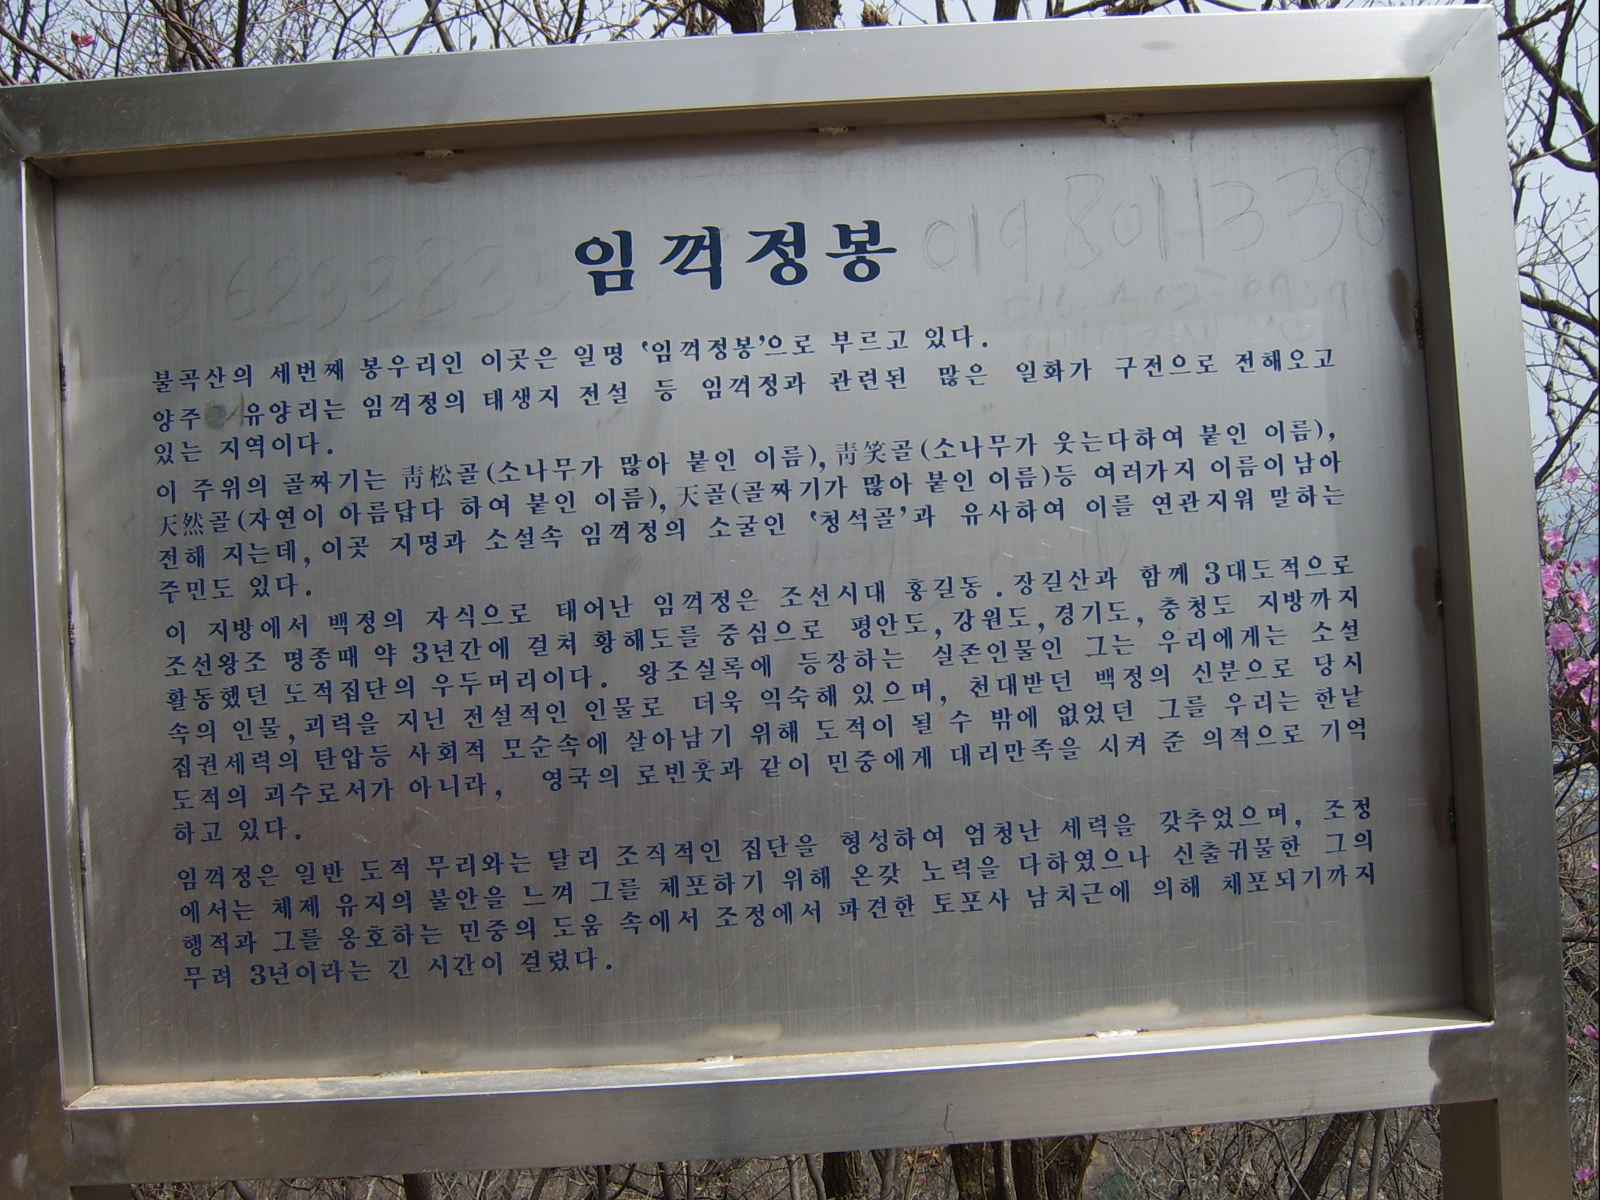 임꺽정봉
불곡산의 세번째 봉우리인 이곳은 일명 '임꺽정봉'으로 부르고 있다.
양주 유양리는 임꺽정의 태생지 전설 등 임꺽정과 관련된 많은 일화가 구전으로 전해오고
있는 지역이다.
이 주위의 골짜기는 靑松골(소나무가 많아 붙인 이름), 靑笑골(소나무가 웃는다하여 붙인 이름),
天然골(자연이 아름답다 하여 붙인 이름), 天골(골짜기가 많아 붙인 이름)등 여러가지 이름이남아
전해 지는데, 이곳 지명과 소설속 임꺽정의 소굴인 '청석골'과 유사하여 이를 연관지워 말하는
주민도 있다.
이 지방에서 백정의 자식으로 태어난 임꺽정은 조선시대 홍길동. 장길산과 함께 3대도적으로
조선왕조 명종때 약 3년간에 걸쳐 황해도를 중심으로 평안도, 강원도, 경기도, 충청도 지방까지
활동했던 도적집단의 우두머리이다. 왕조실록에 등장하는 실존인물인 그는 우리에게는 소설
속의 인물, 괴력을 지닌 전설적인 인물로 더욱 익숙해 있으며, 천대받던 백정의 신분으로 당시
집권세력의 탄압등 사회적 모순속에 살아남기 위해 도적이 될 수 밖에 없었던 그를 우리는 한낱
도적의 괴수로서가 아니라, 영국의 로빈훗과 같이 민중에게 대리만족을 시켜 준 의적으로 기억
하고 있다.
임꺽정은 일반 도적 무리와는 달리 조직적인 집단을 형성하여 엄청난 세력을 갖추었으며, 조정
에서는 체제 유지의 불안을 느껴 그를 체포하기 위해 온갖 노력을 다하였으나 신출귀몰한 그의
행적과 그를 옹호하는 민중의 도움 속에서 조정에서 파견한 토포사 남치근에 의해 체포되기까지
무려 3년이라는 긴 시간이 걸렸다.